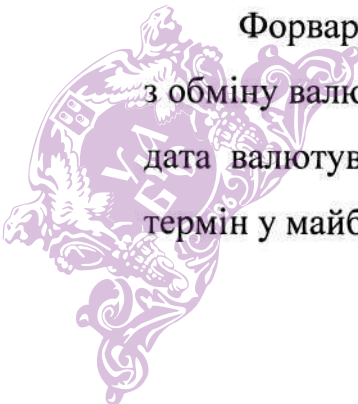 Форвар
з обміну валю
дата валютув
термін у майб